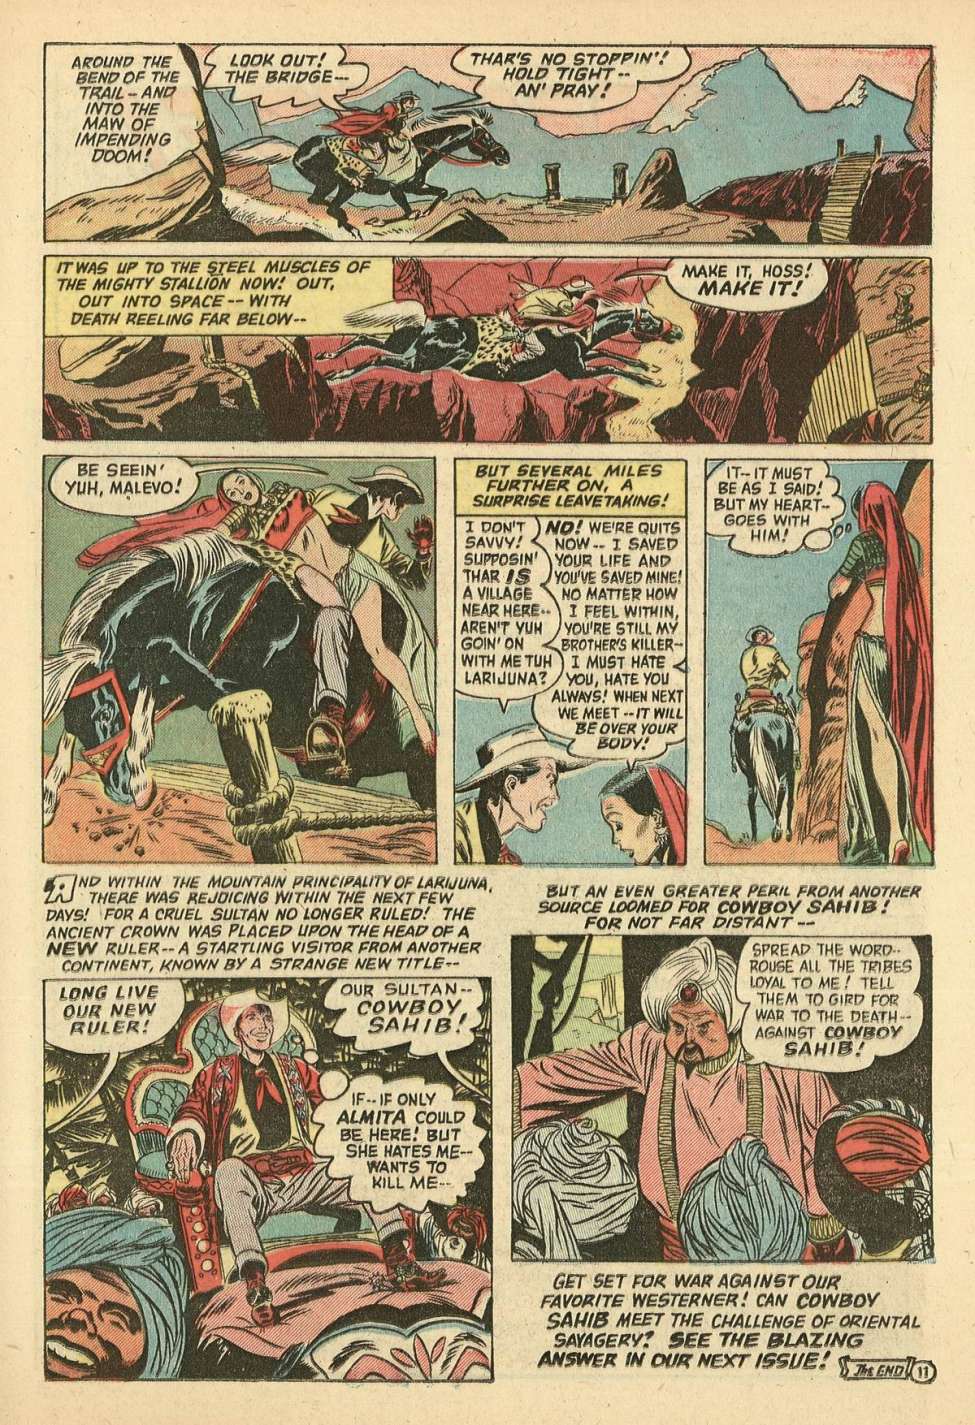 AROUND THE
BEND OF THE
TRAIL--AND
INTO THE
MAW OF
IMPENDING
DOOM!
LOOK OUT!
THE BRIDGE--
THAR'S NO STOPPIN'!
HOLD TIGHT--
AN' PRAY!
IT WAS UP TO THE STEEL MUSCLES OF
THE MIGHTY STALLION NOW! OUT,
OUT INTO SPACE--WITH
DEATH REELING FAR BELOW--
MAKE IT, HOSS!
MAKE IT!
BE SEEIN'
YUH, MALEVO!
BUT SEVERAL MILES
FURTHER ON, A
SURPRISE LEAVETAKING!
I DON'T
SAVVY!
SUPPOSIN'
THAR IS
A VILLAGE
NEAR HERE--
AREN'T YUH
GOIN' ON
WITH ME TUH
LARIJUNA?
NO! WE'RE QUITS
NOW--I SAVED
YOUR LIFE AND
YOU'VE SAVED MINE!
NO MATTER HOW
I FEEL WITHIN,
YOU'RE STILL MY
BROTHER'S KILLER--
I MUST HATE
YOU, HATE YOU
ALWAYS! WHEN NEXT
WE MEET--IT WILL
BE OVER YOUR
BODY!
IT--IT MUST
BE AS I SAID!
BUT MY HEART--
GOES WITH
HIM!
AND WITHIN THE MOUNTAIN PRINCIPALITY OF LARIJUNA,
THERE WAS REJOICING WITHIN THE NEXT FEW
DAYS! FOR A CRUEL SULTAN NO LONGER RULED! THE
ANCIENT CROWN WAS PLACED UPON THE HEAD OF A
NEW RULER--A STARTLING VISITOR FROM ANOTHER
CONTINENT, KNOWN BY A STRANGE NEW TITLE--
LONG LIVE
OUR NEW
RULER!
OUR SULTAN--
COWBOY
SAHIB!
IF--IF ONLY
ALMITA COULD
BE HERE! BUT
SHE HATES ME--
WANTS TO
KILL ME--
BUT AN EVEN GREATER PERIL FROM ANOTHER
SOURCE LOOMED FOR COWBOY SAHIB!
FOR NOT FAR DISTANT--
SPREAD THE WORD--
ROUSE ALL THE TRIBES
LOYAL TO ME! TELL
THEM TO GIRD FOR
WAR TO THE DEATH--
AGAINST COWBOY
SAHIB!
GET SET FOR WAR AGAINST OUR
FAVORITE WESTERNER! CAN COWBOY
SAHIB MEET THE CHALLENGE OF ORIENTAL
SAVAGERY? SEE THE BLAZING
ANSWER IN OUR NEXT ISSUE!
The END
11